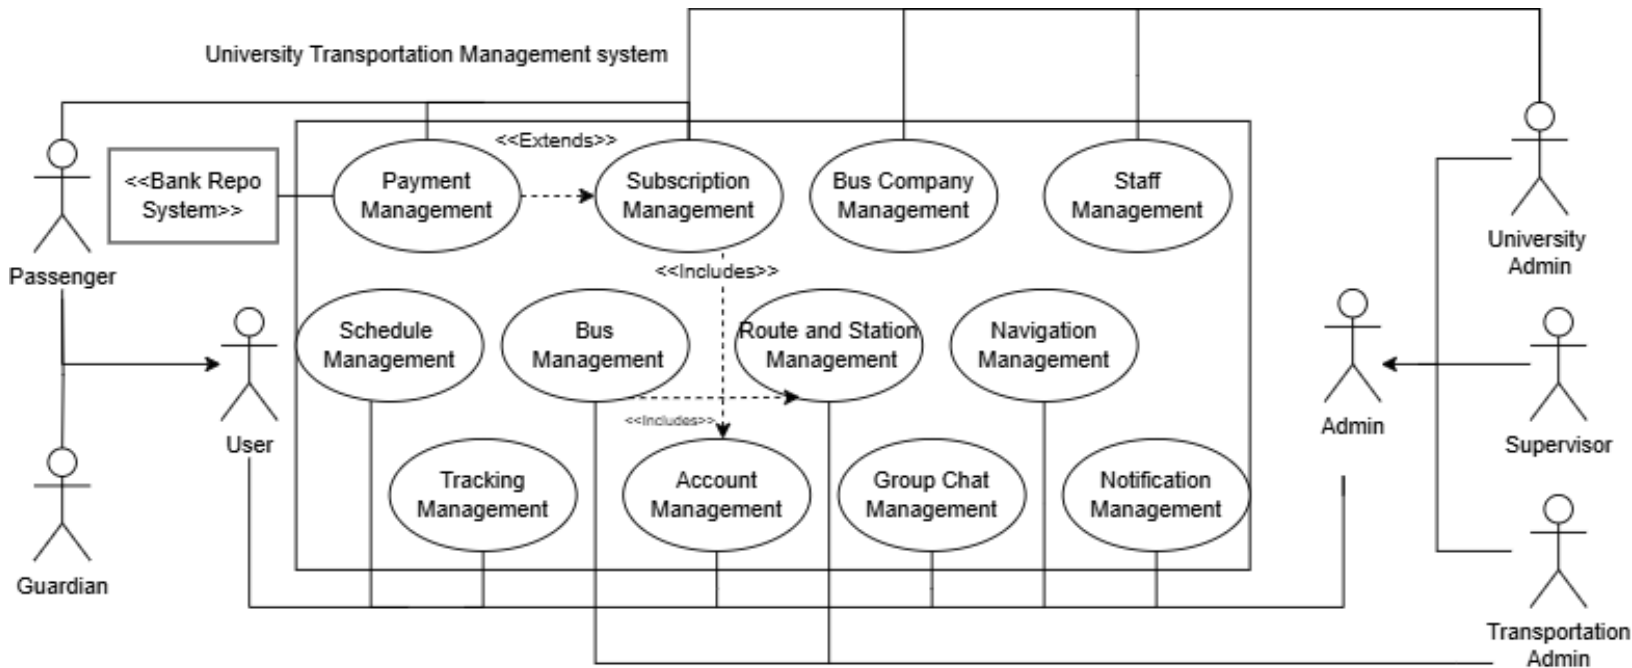 University Transportation Management system
<<Extends>>
<<Bank Repo
System>>
Payment
Management
Subscription
Management
Bus Company
Management
Staff
Management
Passenger
University
Admin
<<Includes>>
Schedule
Management
Bus
Management
Route and Station
Management
Navigation
Management
User
Admin
Supervisor
<<Includes>>
Tracking
Management
Account
Management
Group Chat
Management
Notification
Management
Guardian
Transportation
Admin